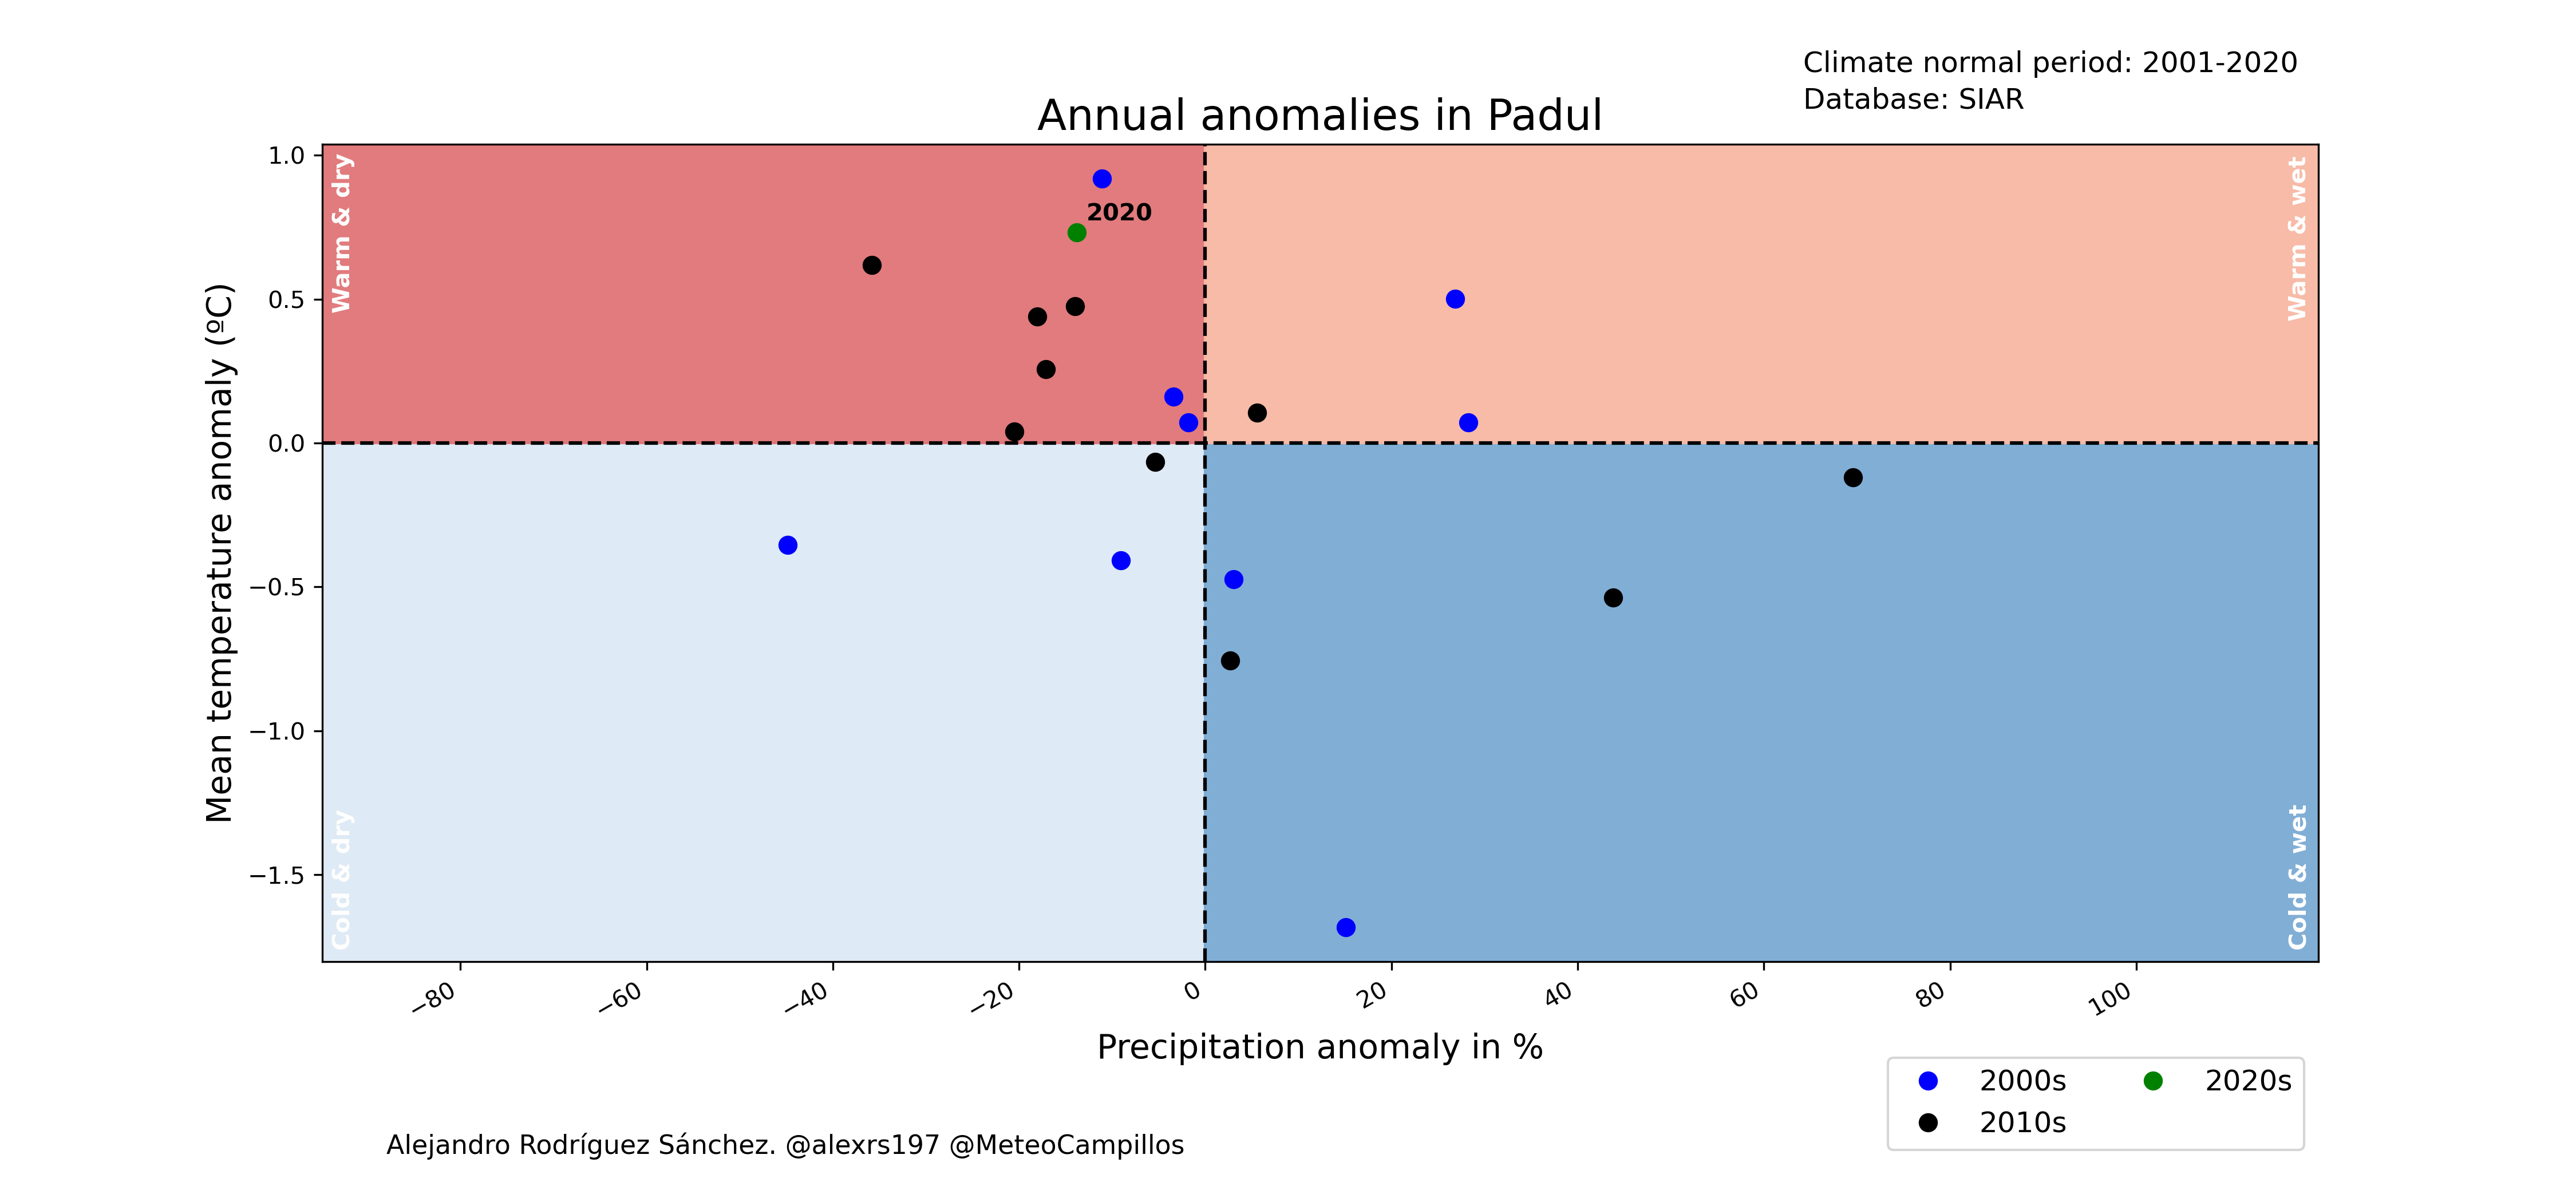 Climate normal period: 2001-2020
Database: SIAR
Annual anomalies in Padul
Mean temperature anomaly (ºC)
1.0
0.5
0.0
−0.5
−1.0
−1.5
Warm & dry
Warm & wet
2020
Cold & dry
Cold & wet
−80
−60
−40
−20
0
20
40
60
80
100
Precipitation anomaly in %
2000s
2010s
2020s
Alejandro Rodríguez Sánchez. @alexrs197 @MeteoCampillos